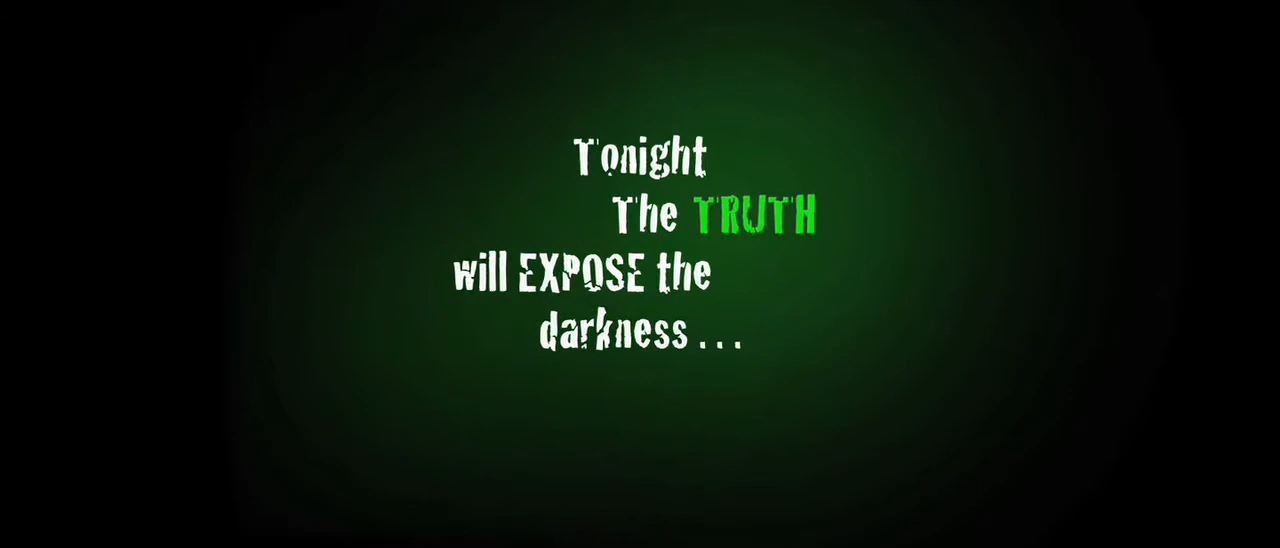 Tonight
The TRUTH
will EXPOSE the
darkness . . .